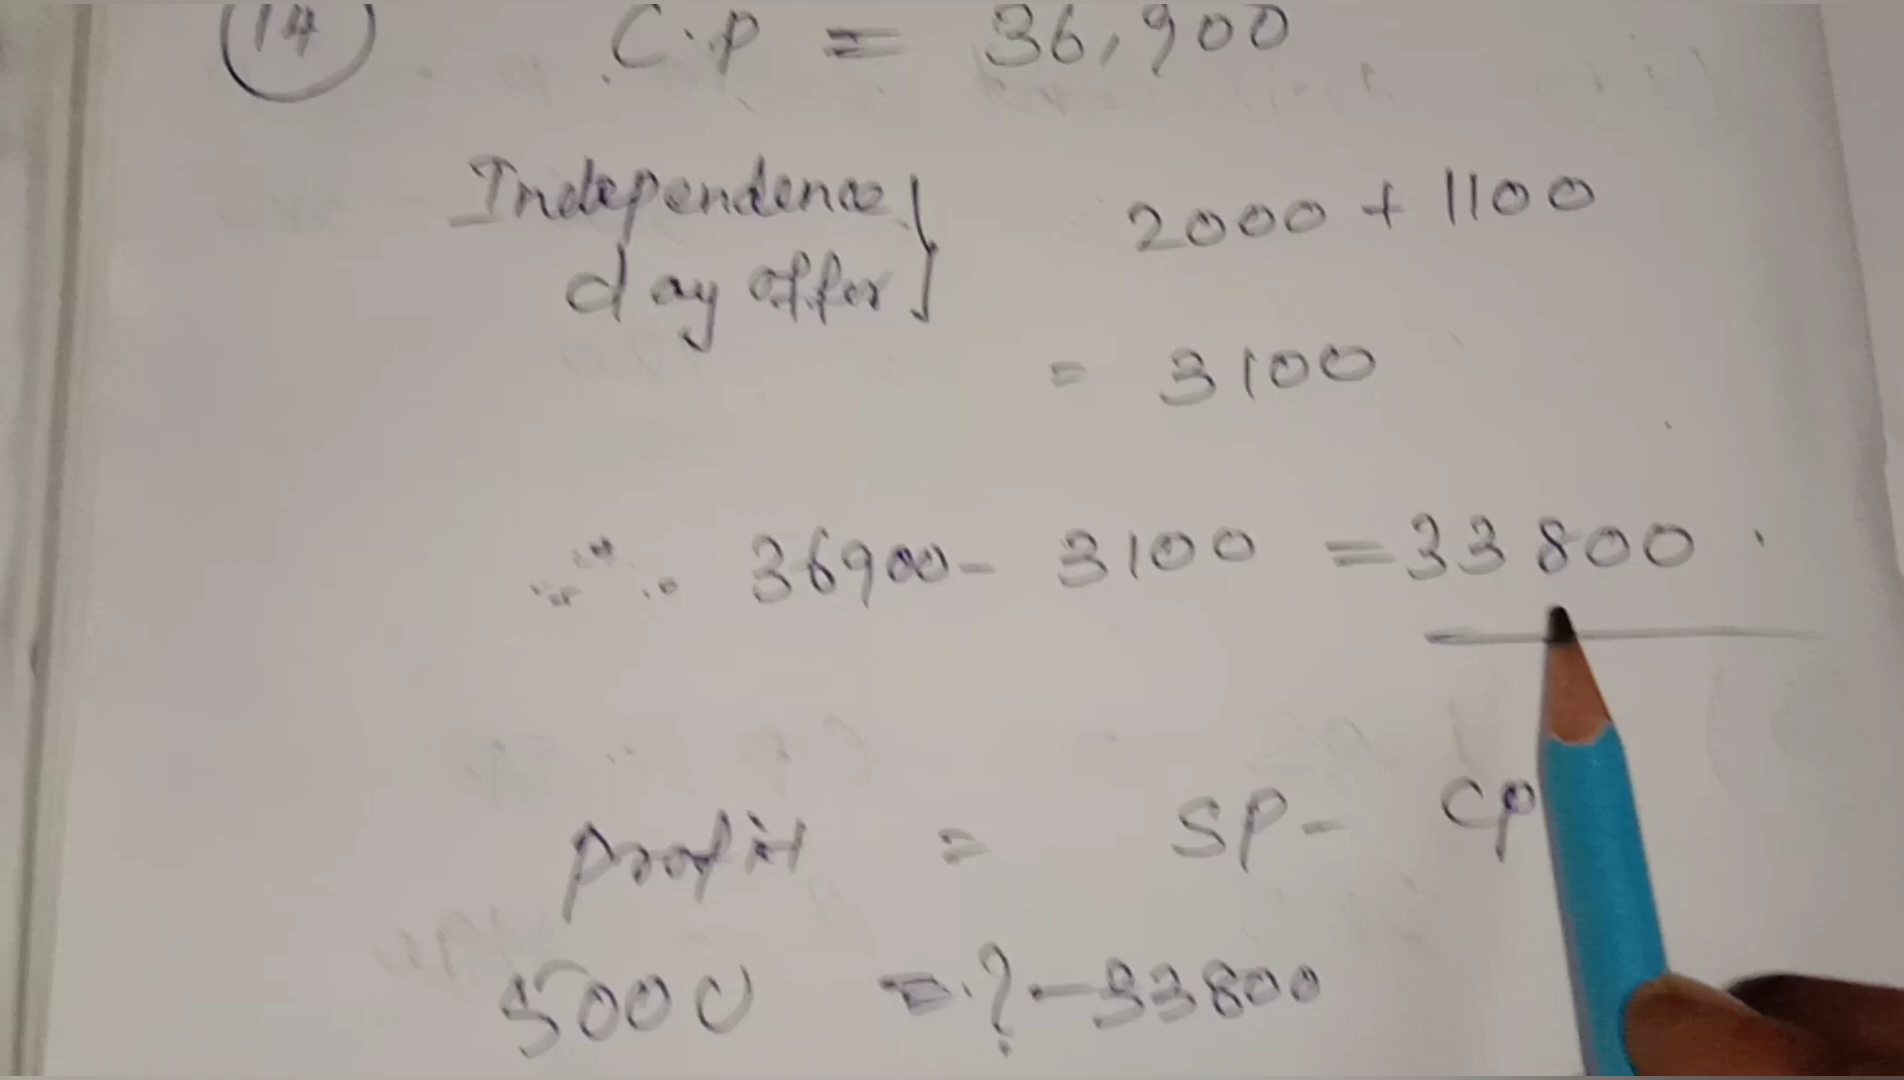 14 C.P = 36,900
Independence day offer } 2000 + 1100
= 3100
∴ 36900 - 3100 = 33800.
Profit = SP - CP
5000 = ? - 33800